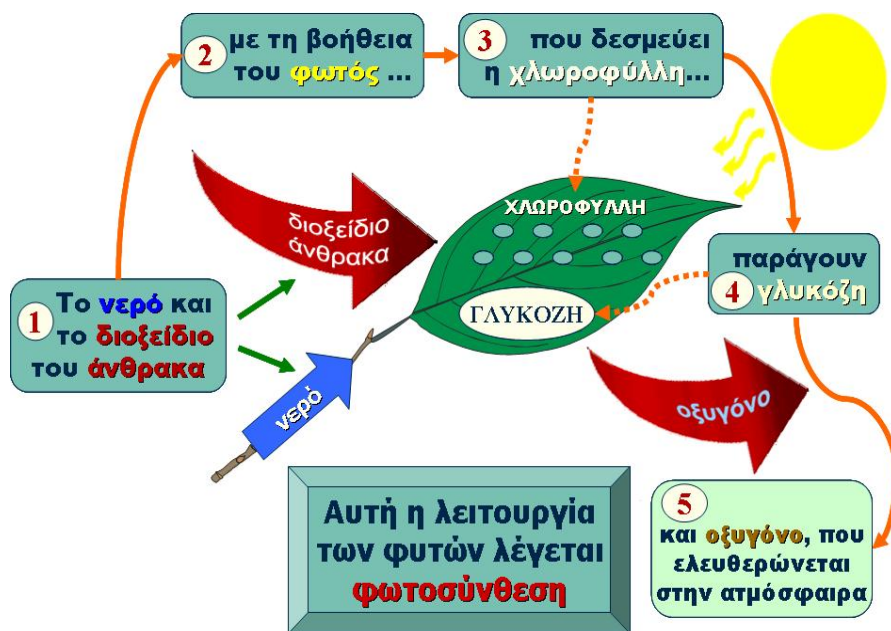 1
Το νερό και
το διοξείδιο
του άνθρακα
2
με τη βοήθεια
του φωτός ...
3
που δεσμεύει
η χλωροφύλλη...
διοξείδιο
άνθρακα
ΧΛΩΡΟΦΥΛΛΗ
ΓΛΥΚΟΖΗ
νερό
παράγουν
4 γλυκόζη
οξυγόνο
5
και οξυγόνο, που
ελευθερώνεται
στην ατμόσφαιρα
Αυτή η λειτουργία
των φυτών λέγεται
φωτοσύνθεση